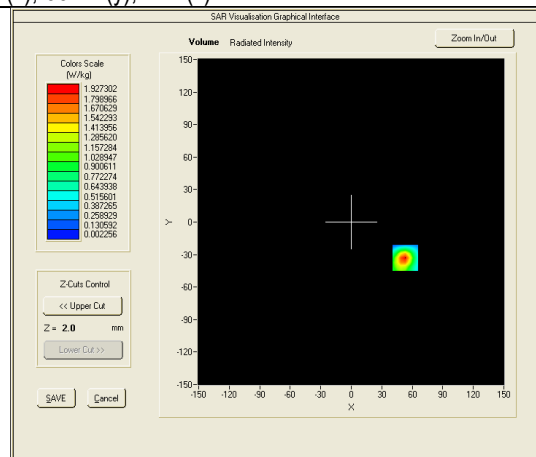 SAR Visualisation Graphical Interface
Volume Radiated Intensity
Zoom In/Out
Colors Scale
(W/kg)
1.927302
1.798966
1.670629
1.542293
1.413956
1.285620
1.157284
1.028947
0.900611
0.772274
0.643938
0.515601
0.387265
0.258929
0.130592
0.002256
Z-Cuts Control
<< Upper Cut
Z = 2.0 mm
Lower Cut >>
SAVE Cancel
150-
120-
90-
60-
30-
Y 0-
-30-
-60-
-90-
-120-
-150-
-150 -120 -90 -60 -30 0 30 60 90 120 150
X